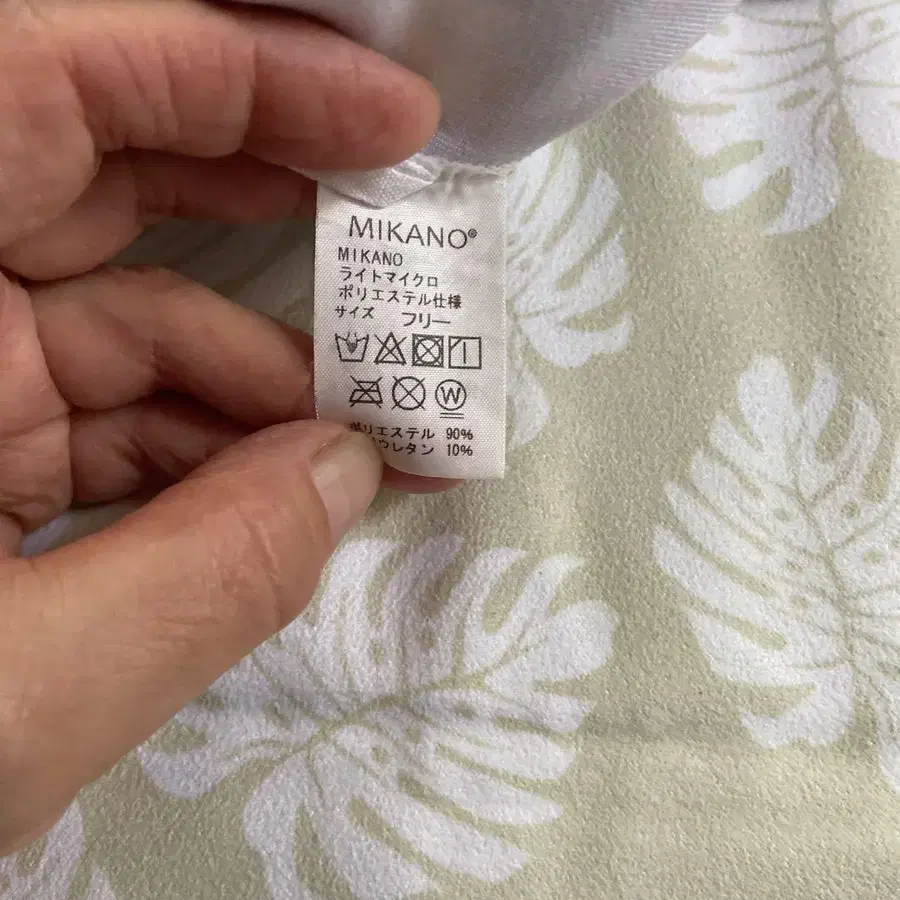 MIKANO®
MIKANO
ライトマイクロ
ポリエステル仕様
サイズ フリー
W
ポリエステル 90%
ウレタン 10%